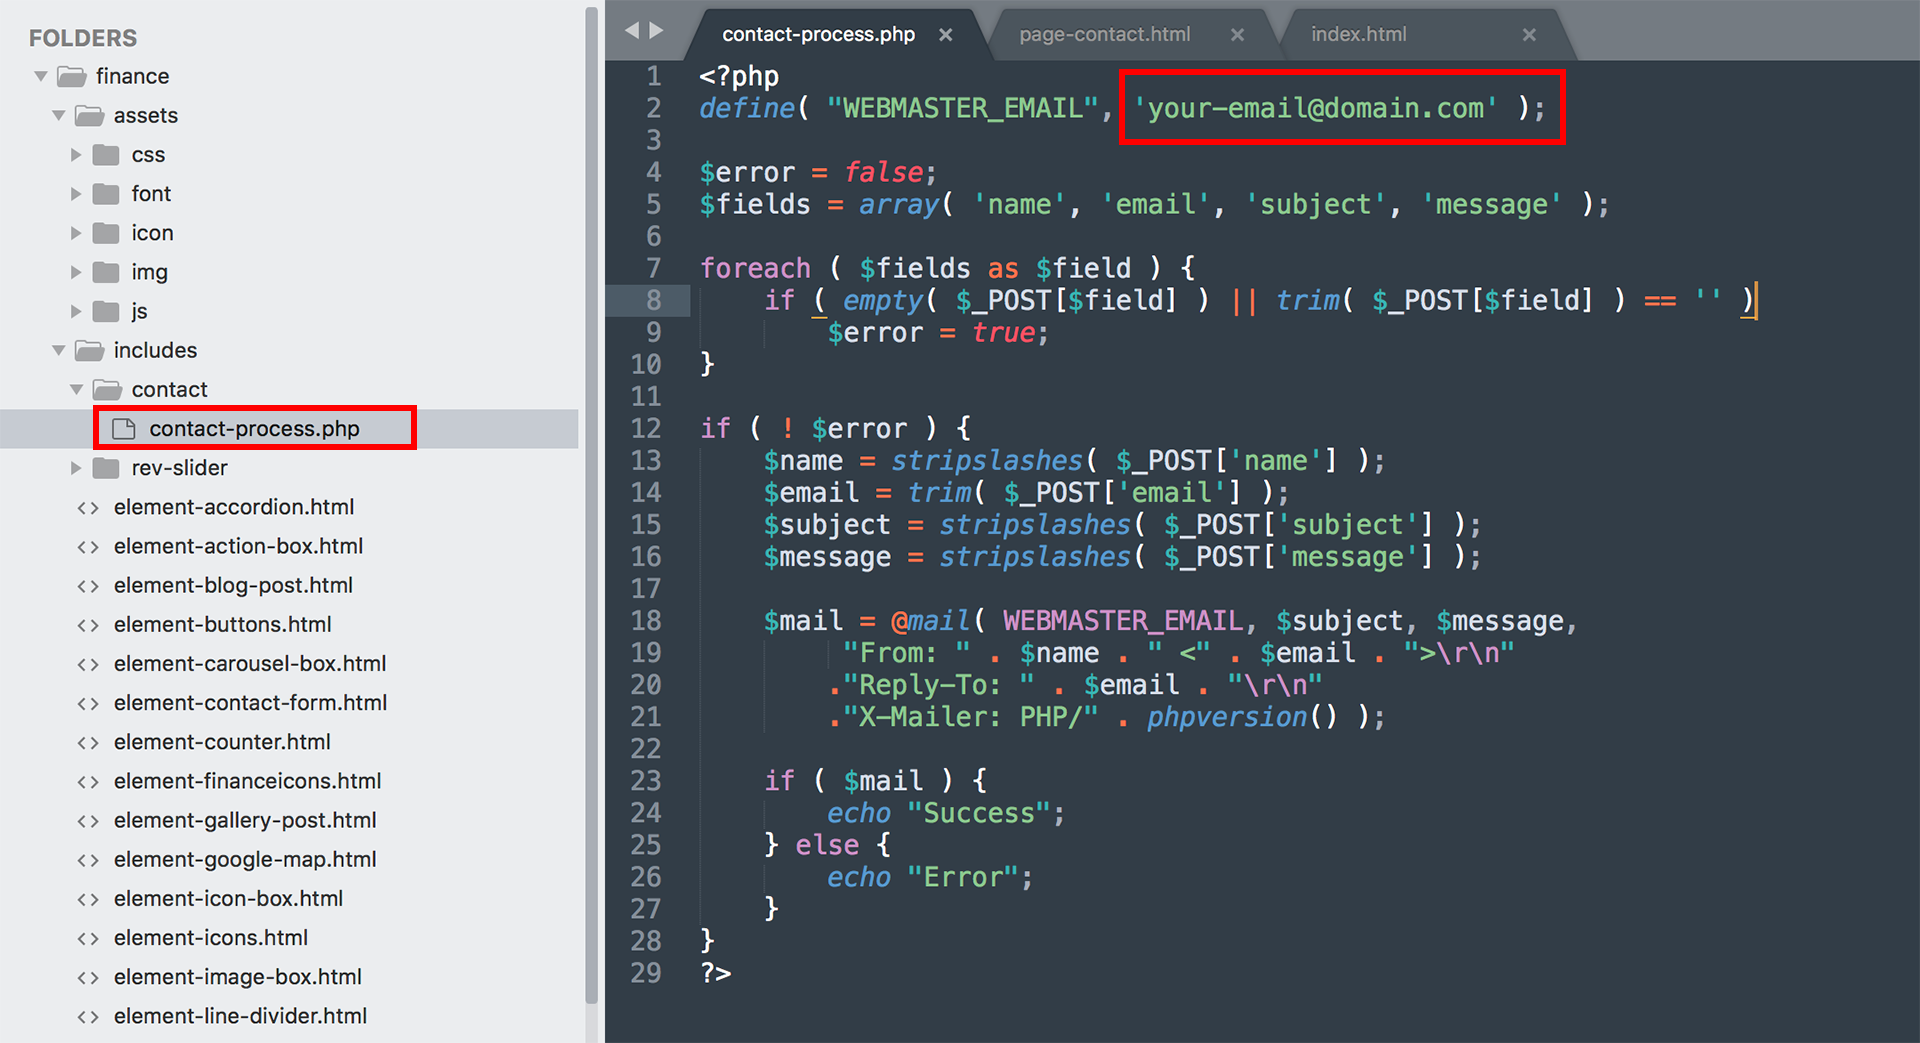 FOLDERS
finance
assets
css
font
icon
img
js
includes
contact
contact-process.php
rev-slider
<> element-accordion.html
<> element-action-box.html
<> element-blog-post.html
<> element-buttons.html
<> element-carousel-box.html
<> element-contact-form.html
<> element-counter.html
<> element-financeicons.html
<> element-gallery-post.html
<> element-google-map.html
<> element-icon-box.html
<> element-icons.html
<> element-image-box.html
<> element-line-divider.html
contact-process.php × page-contact.html × index.html ×
1 <?php
2 define( "WEBMASTER_EMAIL", 'your-email@domain.com' );
3
4 $error = false;
5 $fields = array( 'name', 'email', 'subject', 'message' );
6
7 foreach ( $fields as $field ) {
8     if ( empty( $_POST[$field] ) || trim( $_POST[$field] ) == '' )
9         $error = true;
10 }
11
12 if ( ! $error ) {
13     $name = stripslashes( $_POST['name'] );
14     $email = trim( $_POST['email'] );
15     $subject = stripslashes( $_POST['subject'] );
16     $message = stripslashes( $_POST['message'] );
17
18     $mail = @mail( WEBMASTER_EMAIL, $subject, $message,
19          "From: " . $name . " <" . $email . ">\r\n"
20         ."Reply-To: " . $email . "\r\n"
21         ."X-Mailer: PHP/" . phpversion() );
22
23     if ( $mail ) {
24         echo "Success";
25     } else {
26         echo "Error";
27     }
28 }
29 ?>